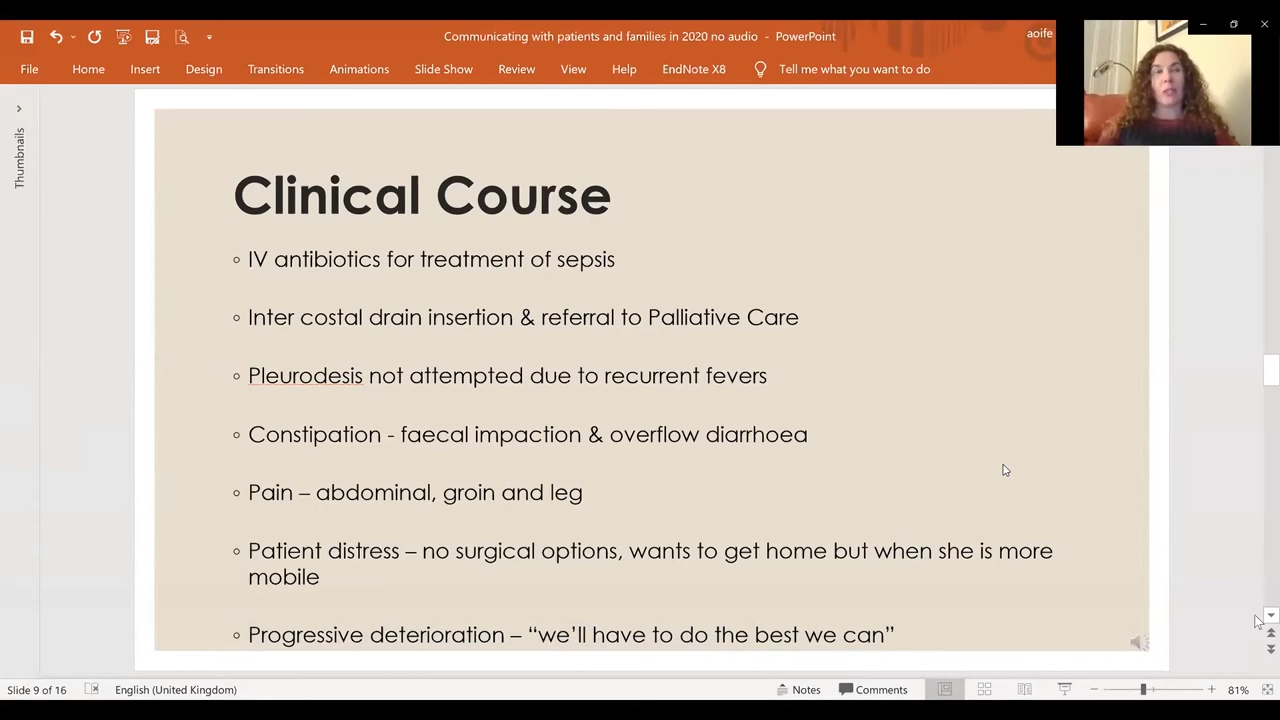 Communicating with patients and families in 2020 no audio - PowerPoint
aoife
File Home Insert Design Transitions Animations Slide Show Review View Help EndNote X8 Tell me what you want to do
Thumbnails
Clinical Course
◦ IV antibiotics for treatment of sepsis
◦ Inter costal drain insertion & referral to Palliative Care
◦ Pleurodesis not attempted due to recurrent fevers
◦ Constipation - faecal impaction & overflow diarrhoea
◦ Pain – abdominal, groin and leg
◦ Patient distress – no surgical options, wants to get home but when she is more
mobile
◦ Progressive deterioration – “we’ll have to do the best we can”
Slide 9 of 16 English (United Kingdom) Notes Comments 81%